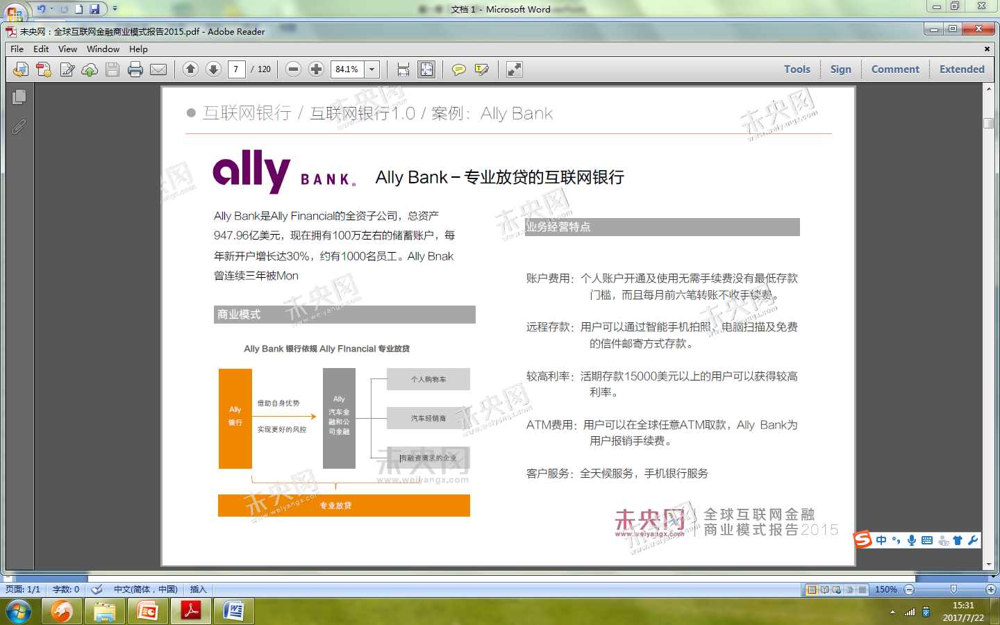 文档 1 - Microsoft Word
未央网：全球互联网金融商业模式报告2015.pdf - Adobe Reader
File Edit View Window Help
7 / 120 84.1% Tools Sign Comment Extended
互联网银行 / 互联网银行1.0 / 案例：Ally Bank
ally BANK
Ally Bank – 专业放贷的互联网银行
Ally Bank是Ally Financial的全资子公司，总资产
947.96亿美元，现在拥有100万左右的储蓄账户，每
年新开户增长达30%，约有1000名员工。Ally Bnak
曾连续三年被Mon
商业模式
Ally Bank 银行依规 Ally FInancial 专业放贷
Ally
银行
借助自身优势
实现更好的风控
Ally
汽车金
融和公
司金融
个人购物车
汽车经销商
有融资需求的企业
专业放贷
业务经营特点
账户费用：个人账户开通及使用无需手续费没有最低存款
门槛，而且每月前六笔转账不收手续费。
远程存款：用户可以通过智能手机拍照、电脑扫描及免费
的信件邮寄方式存款。
较高利率：活期存款15000美元以上的用户可以获得较高
利率。
ATM费用：用户可以在全球任意ATM取款，Ally Bank为
用户报销手续费。
客户服务：全天候服务，手机银行服务
未央网
www.weiyangx.com
全球互联网金融
商业模式报告2015
中
页面: 1/1 字数: 0 中文(简体，中国) 插入 150%
15:31
2017/7/22